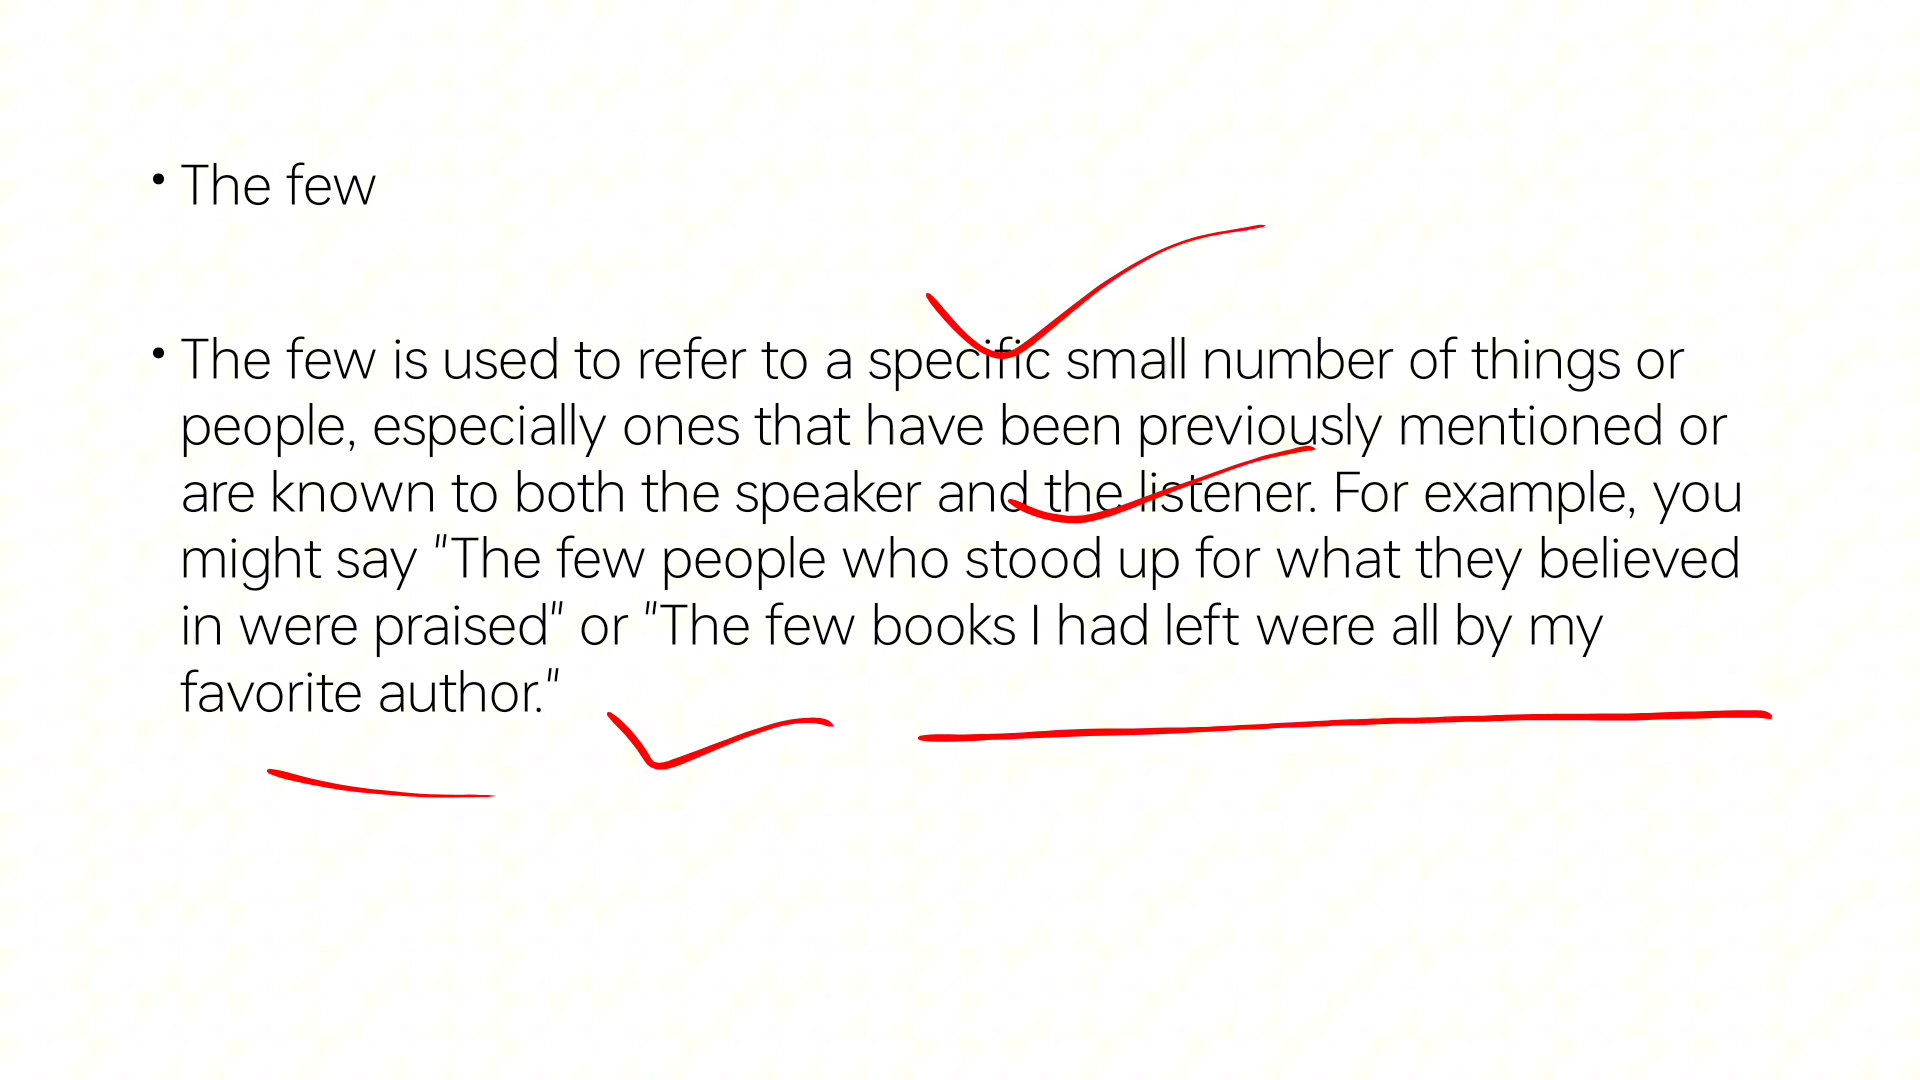 • The few
• The few is used to refer to a specific small number of things or
people, especially ones that have been previously mentioned or
are known to both the speaker and the listener. For example, you
might say "The few people who stood up for what they believed
in were praised" or "The few books I had left were all by my
favorite author."